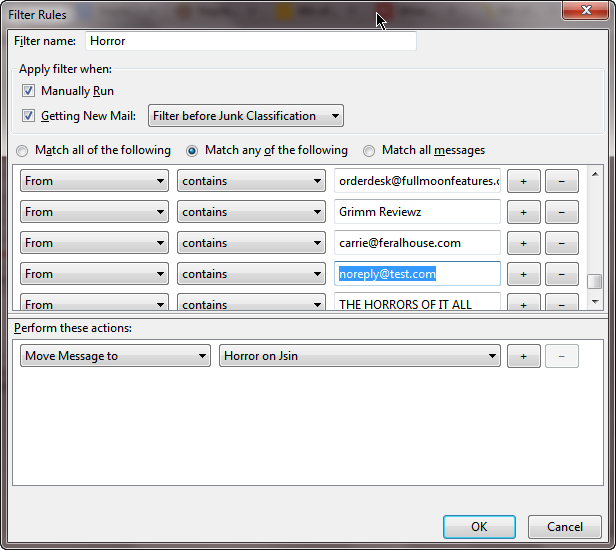 Filter Rules
Filter name: Horror
Apply filter when:
Manually Run
Getting New Mail: Filter before Junk Classification
Match all of the following Match any of the following Match all messages
From contains orderdesk@fullmoonfeatures.c + −
From contains Grimm Reviewz + −
From contains carrie@feralhouse.com + −
From contains noreply@test.com + −
From contains THE HORRORS OF IT ALL + −
Perform these actions:
Move Message to Horror on Jsin + −
OK Cancel